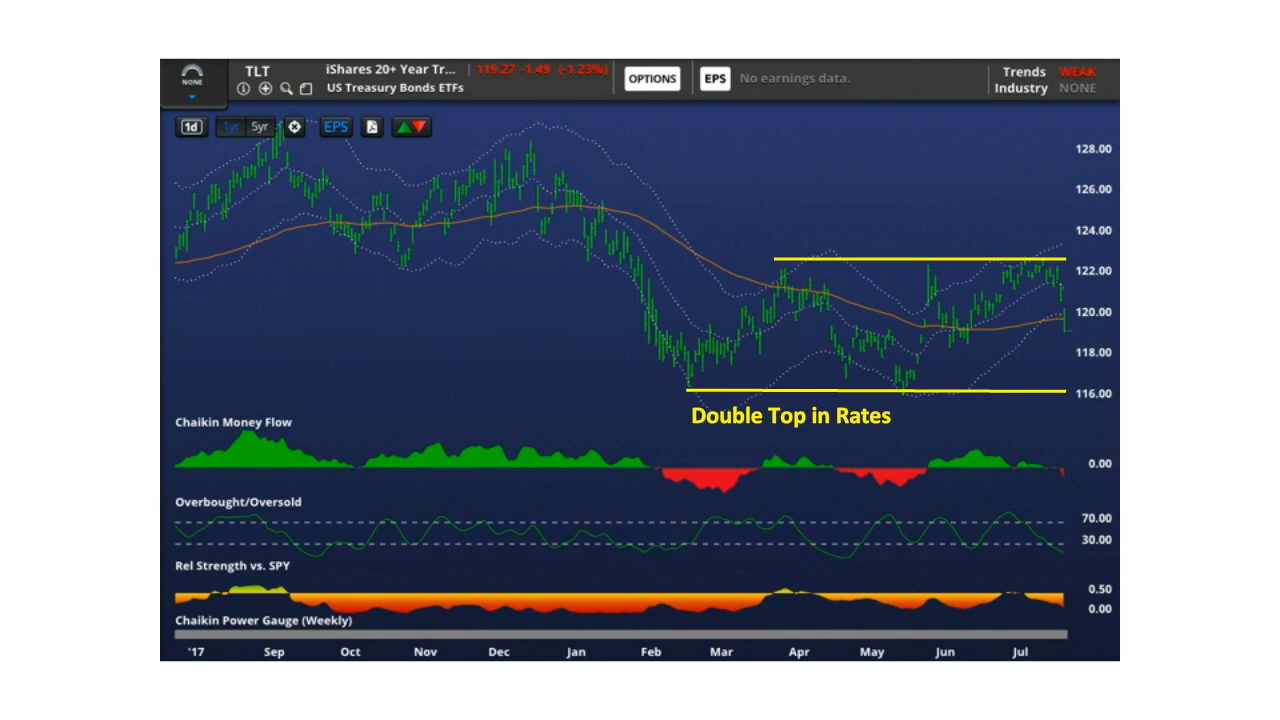 NONE
TLT
iShares 20+ Year Tr...
119.27 -1.49 (-1.23%)
US Treasury Bonds ETFs
OPTIONS
EPS
No earnings data.
Trends WEAK
Industry NONE
1d
1yr
5yr
EPS
128.00
126.00
124.00
122.00
120.00
118.00
116.00
Double Top in Rates
Chaikin Money Flow
0.00
Overbought/Oversold
70.00
30.00
Rel Strength vs. SPY
0.50
0.00
Chaikin Power Gauge (Weekly)
'17 Sep Oct Nov Dec Jan Feb Mar Apr May Jun Jul